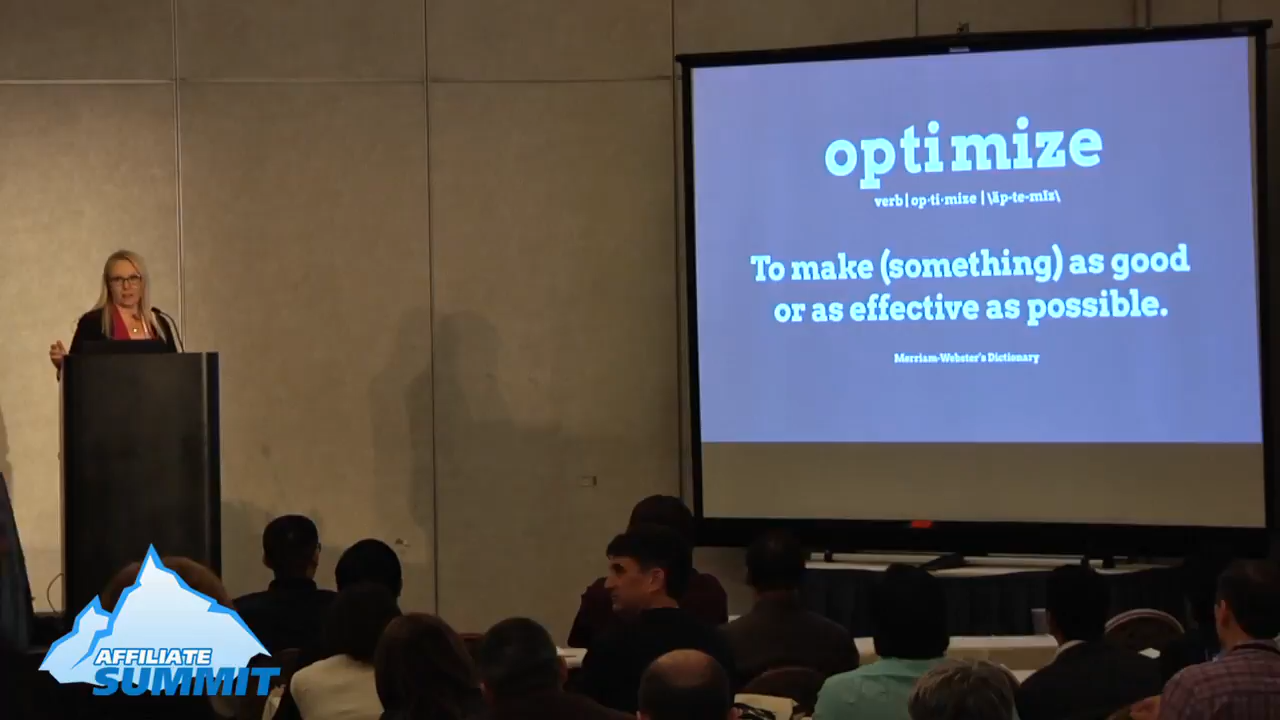 optimize
verb | op·ti·mize | \äp-te-mīz\
To make (something) as good
or as effective as possible.
Merriam-Webster's Dictionary
AFFILIATE
SUMMIT